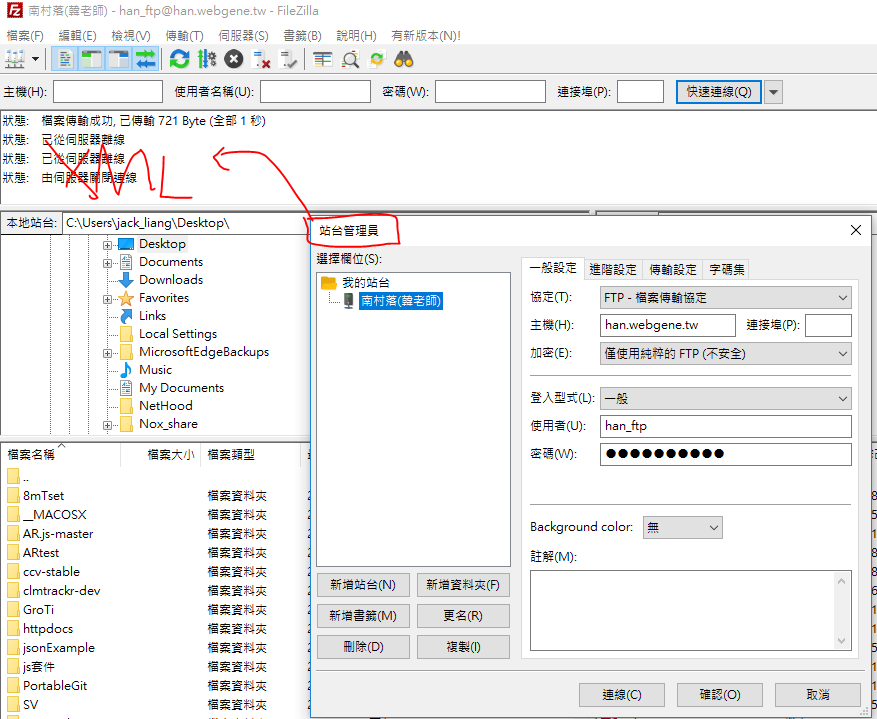 南村落(韓老師) - han_ftp@han.webgene.tw - FileZilla
檔案(F) 編輯(E) 檢視(V) 傳輸(T) 伺服器(S) 書籤(B) 說明(H) 有新版本(N)!
主機(H): 使用者名稱(U): 密碼(W): 連接埠(P): 快速連線(Q)
狀態: 檔案傳輸成功, 已傳輸 721 Byte (全部 1 秒)
狀態: 已從伺服器離線
狀態: 已從伺服器離線
狀態: 由伺服器關閉連線
XML
本地站台: C:\Users\jack_liang\Desktop\
Desktop
Documents
Downloads
Favorites
Links
Local Settings
MicrosoftEdgeBackups
Music
My Documents
NetHood
Nox_share
檔案名稱 檔案大小 檔案類型
..
8mTset 檔案資料夾
__MACOSX 檔案資料夾
AR.js-master 檔案資料夾
ARtest 檔案資料夾
ccv-stable 檔案資料夾
clmtrackr-dev 檔案資料夾
GroTi 檔案資料夾
httpdocs 檔案資料夾
jsonExample 檔案資料夾
js套件 檔案資料夾
PortableGit 檔案資料夾
SV 檔案資料夾
站台管理員
選擇欄位(S):
我的站台
南村落(韓老師)
新增站台(N) 新增資料夾(F)
新增書籤(M) 更名(R)
刪除(D) 複製(I)
一般設定 進階設定 傳輸設定 字碼集
協定(T): FTP - 檔案傳輸協定
主機(H): han.webgene.tw 連接埠(P):
加密(E): 僅使用純粹的 FTP (不安全)
登入型式(L): 一般
使用者(U): han_ftp
密碼(W): ●●●●●●●●●●
Background color: 無
註解(M):
連線(C) 確認(O) 取消